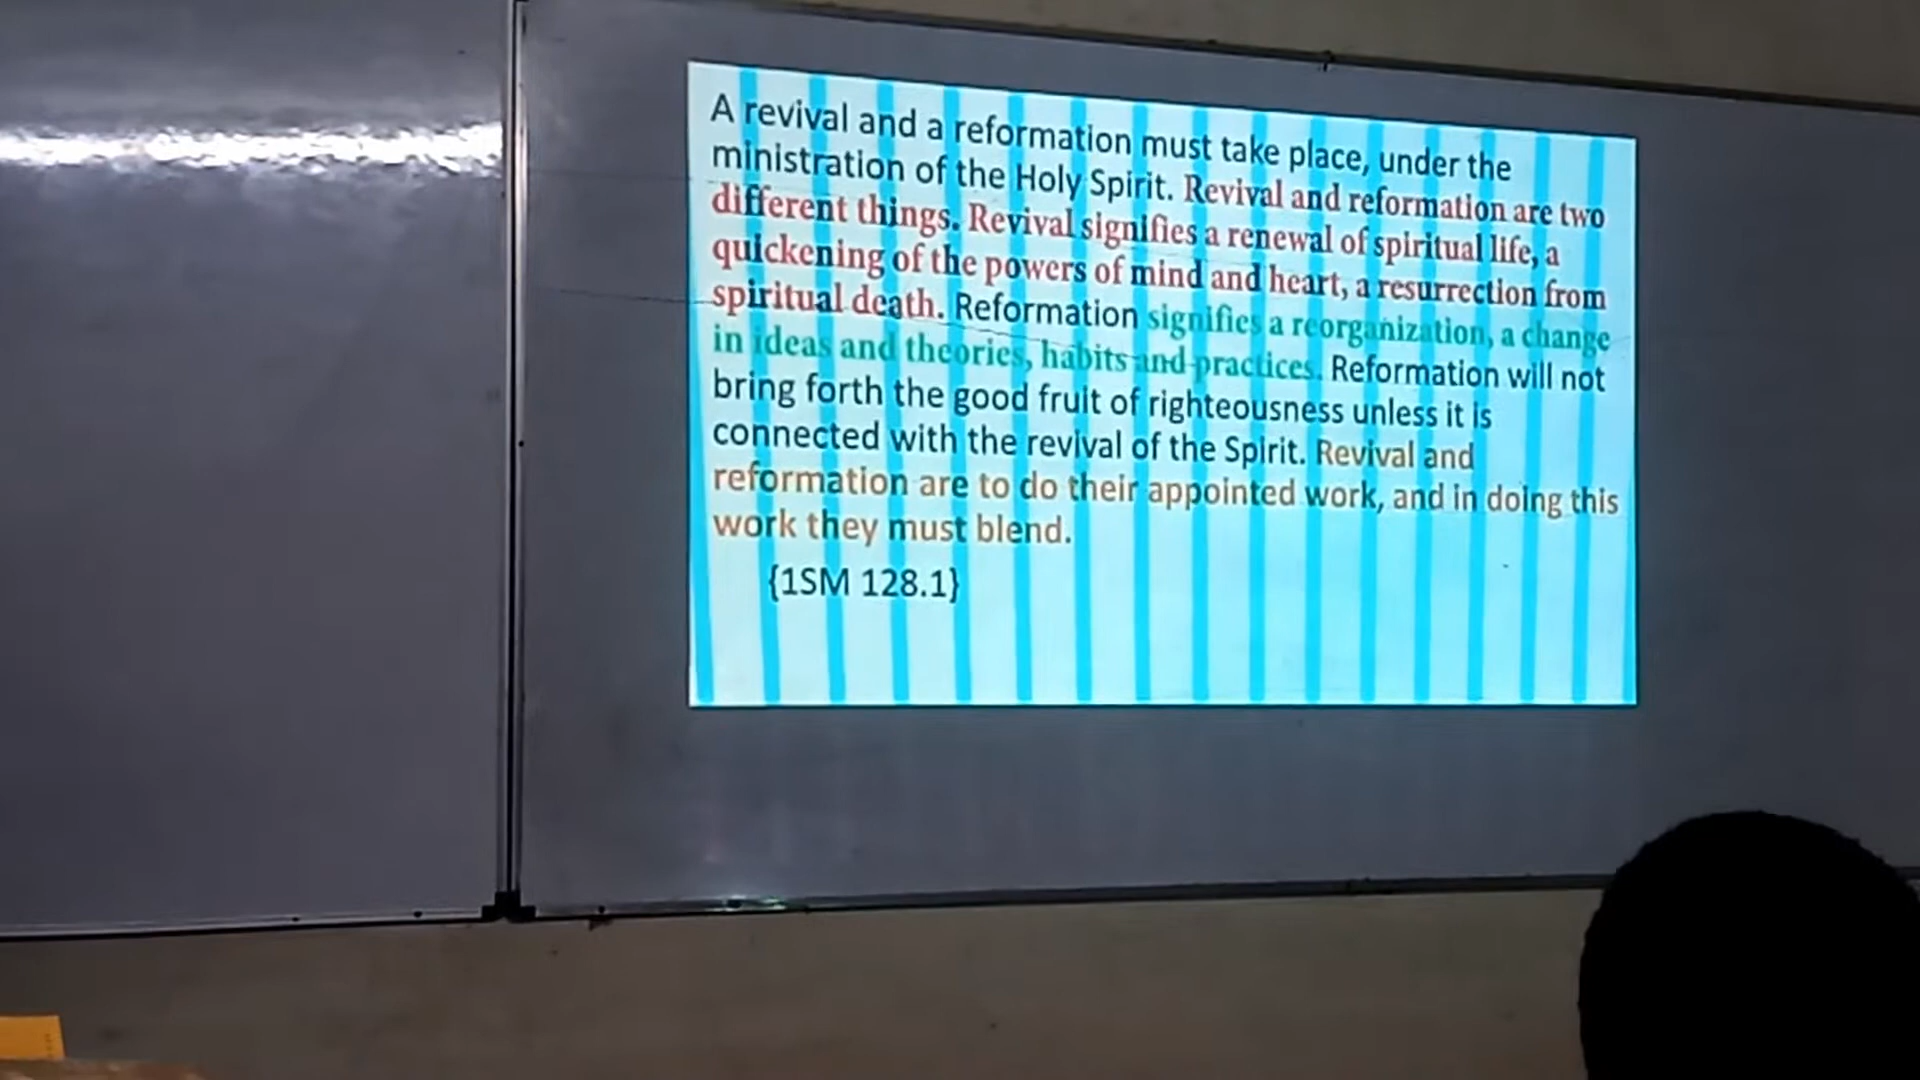 A revival and a reformation must take place, under the
ministration of the Holy Spirit. Revival and reformation are two
different things. Revival signifies a renewal of spiritual life, a
quickening of the powers of mind and heart, a resurrection from
spiritual death. Reformation signifies a reorganization, a change
in ideas and theories, habits and practices. Reformation will not
bring forth the good fruit of righteousness unless it is
connected with the revival of the Spirit. Revival and
reformation are to do their appointed work, and in doing this
work they must blend.
{1SM 128.1}